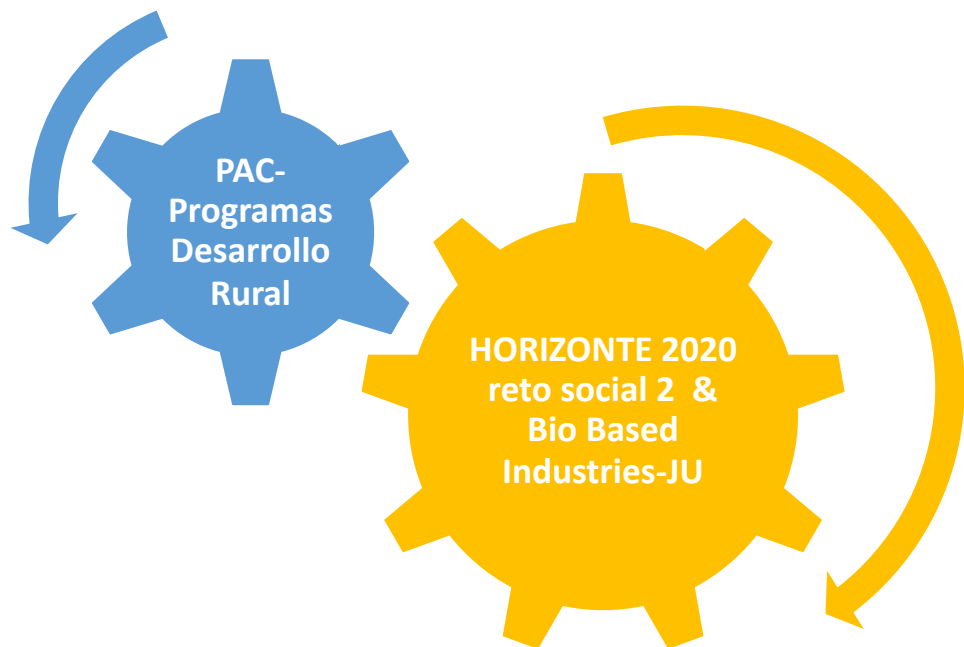 PAC-
Programas
Desarrollo
Rural
HORIZONTE 2020
reto social 2 &
Bio Based
Industries-JU